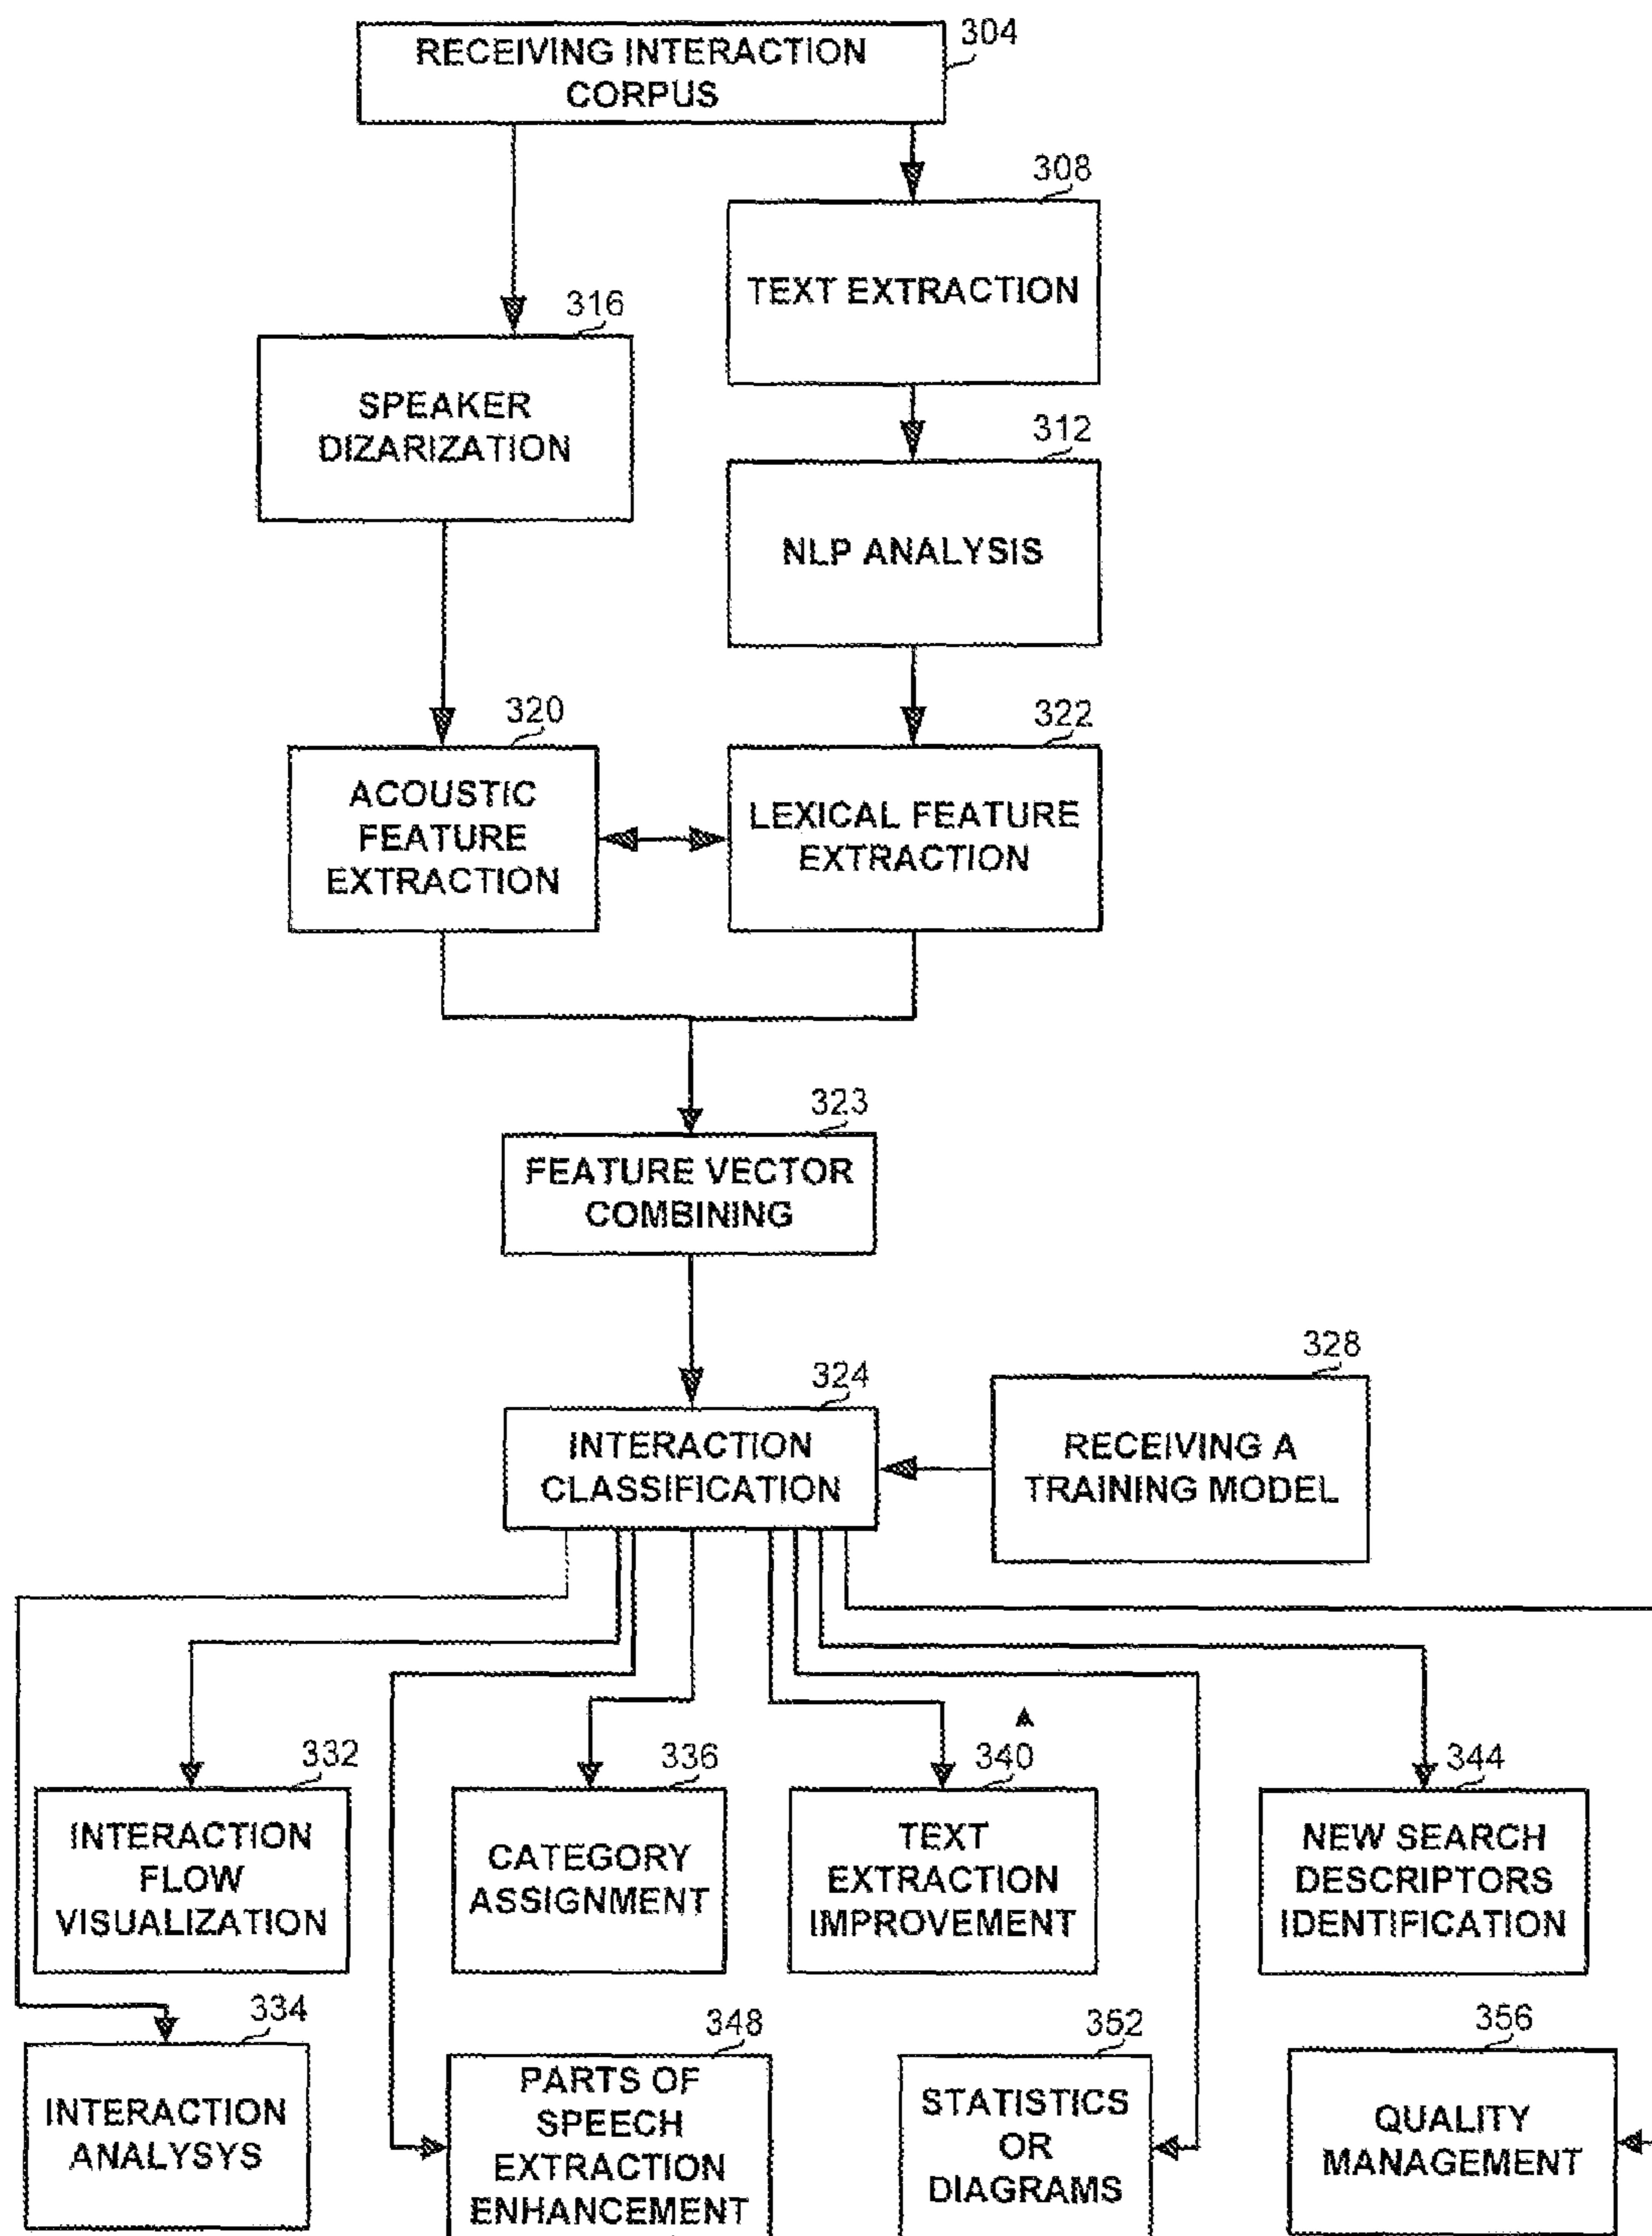 304
RECEIVING INTERACTION
CORPUS
308
TEXT EXTRACTION
316
SPEAKER
DIZARIZATION
312
NLP ANALYSIS
320
ACOUSTIC
FEATURE
EXTRACTION
322
LEXICAL FEATURE
EXTRACTION
323
FEATURE VECTOR
COMBINING
324
INTERACTION
CLASSIFICATION
328
RECEIVING A
TRAINING MODEL
332
INTERACTION
FLOW
VISUALIZATION
336
CATEGORY
ASSIGNMENT
340
TEXT
EXTRACTION
IMPROVEMENT
344
NEW SEARCH
DESCRIPTORS
IDENTIFICATION
334
INTERACTION
ANALYSYS
348
PARTS OF
SPEECH
EXTRACTION
ENHANCEMENT
352
STATISTICS
OR
DIAGRAMS
356
QUALITY
MANAGEMENT